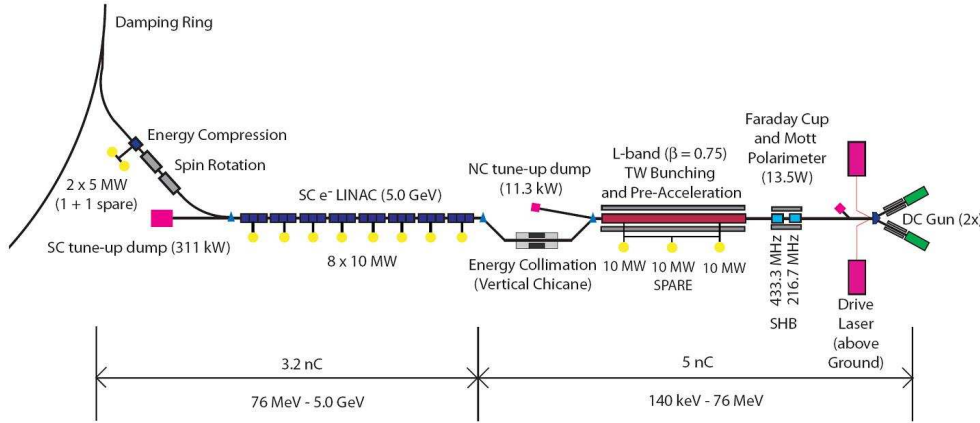 Damping Ring
Energy Compression
Spin Rotation
2 x 5 MW
(1 + 1 spare)
SC tune-up dump (311 kW)
SC e⁻ LINAC (5.0 GeV)
8 x 10 MW
NC tune-up dump
(11.3 kW)
Energy Collimation
(Vertical Chicane)
L-band (β = 0.75)
TW Bunching
and Pre-Acceleration
10 MW
10 MW
10 MW
SPARE
433.3 MHz
216.7 MHz
SHB
Faraday Cup
and Mott
Polarimeter
(13.5W)
DC Gun (2x)
Drive
Laser
(above
Ground)
3.2 nC
5 nC
76 MeV - 5.0 GeV
140 keV - 76 MeV